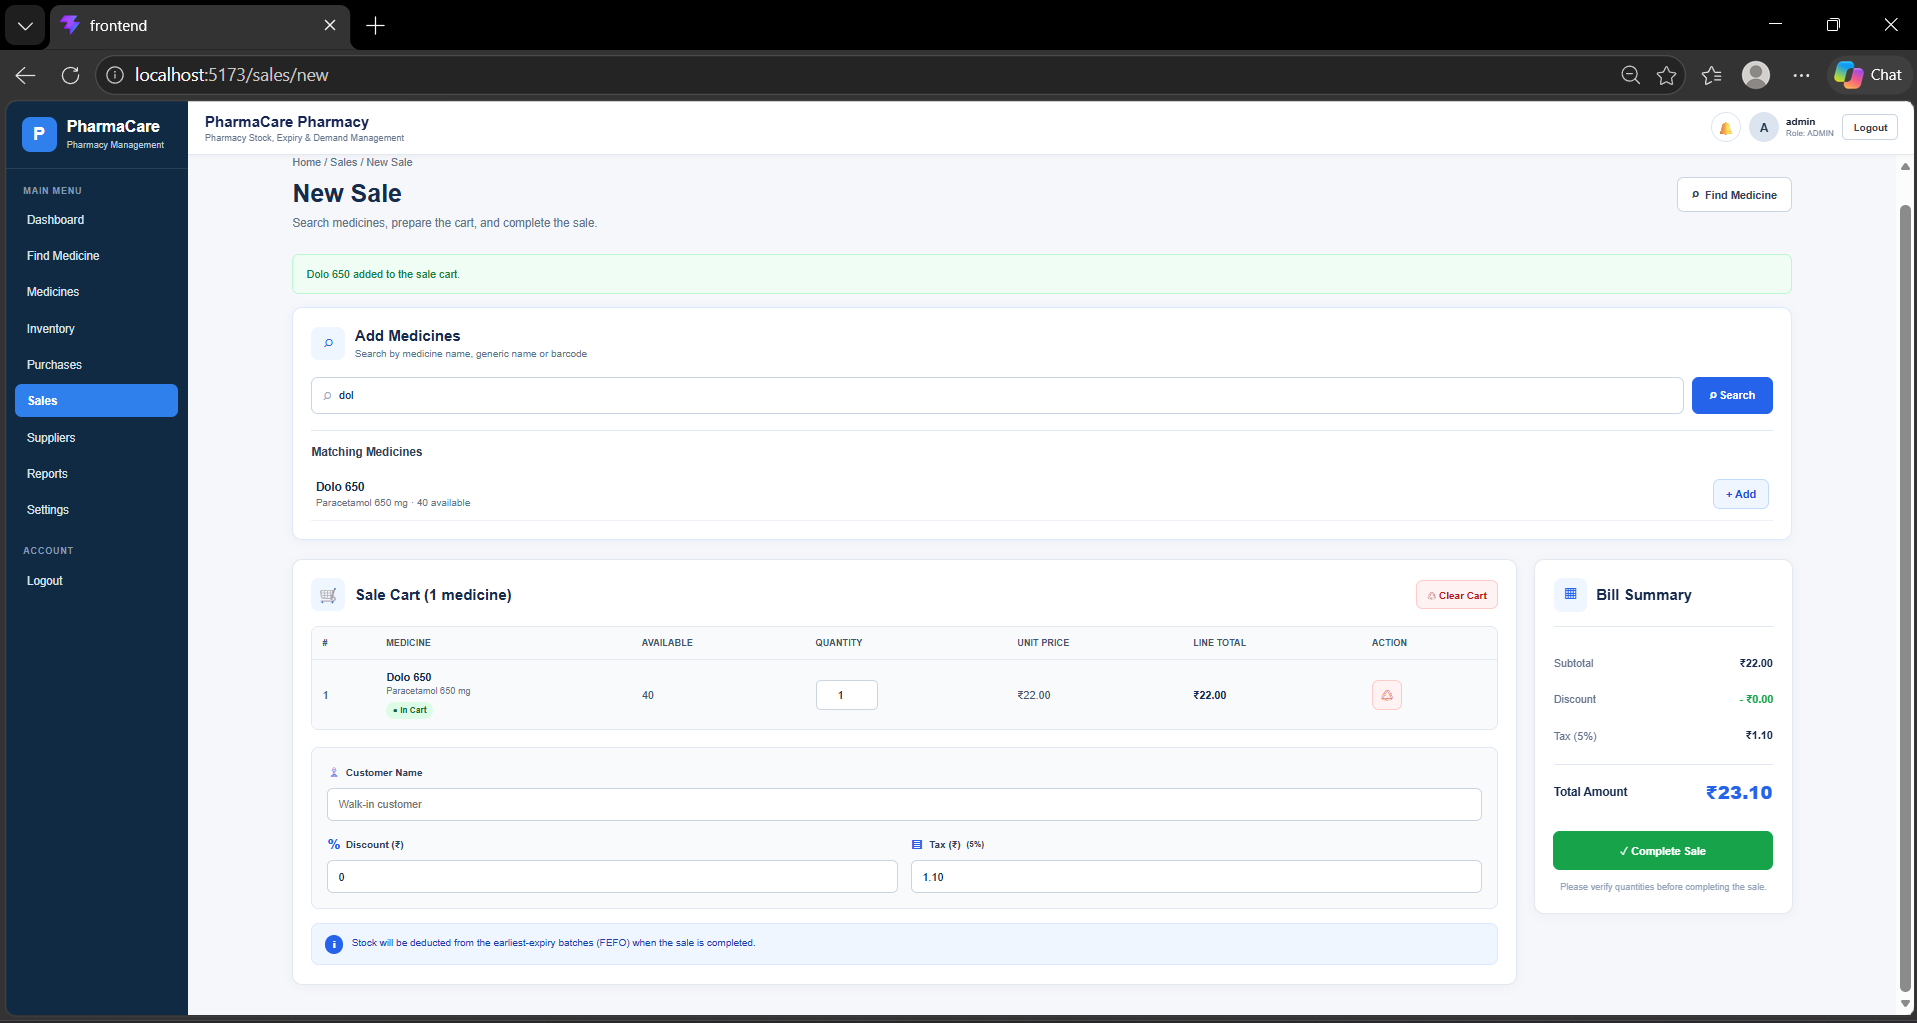 frontend
localhost:5173/sales/new
Chat
P
PharmaCare
Pharmacy Management
MAIN MENU
Dashboard
Find Medicine
Medicines
Inventory
Purchases
Sales
Suppliers
Reports
Settings
ACCOUNT
Logout
PharmaCare Pharmacy
Pharmacy Stock, Expiry & Demand Management
A
admin
Role: ADMIN
Logout
Home / Sales / New Sale
New Sale
Search medicines, prepare the cart, and complete the sale.
Find Medicine
Dolo 650 added to the sale cart.
Add Medicines
Search by medicine name, generic name or barcode
dol
Search
Matching Medicines
Dolo 650
Paracetamol 650 mg · 40 available
+ Add
Sale Cart (1 medicine)
Clear Cart
# MEDICINE AVAILABLE QUANTITY UNIT PRICE LINE TOTAL ACTION
1 Dolo 650 40 1 ₹22.00 ₹22.00
Paracetamol 650 mg
• In Cart
Customer Name
Walk-in customer
% Discount (₹)
0
Tax (₹) (5%)
1.10
i Stock will be deducted from the earliest-expiry batches (FEFO) when the sale is completed.
Bill Summary
Subtotal ₹22.00
Discount - ₹0.00
Tax (5%) ₹1.10
Total Amount ₹23.10
✓ Complete Sale
Please verify quantities before completing the sale.